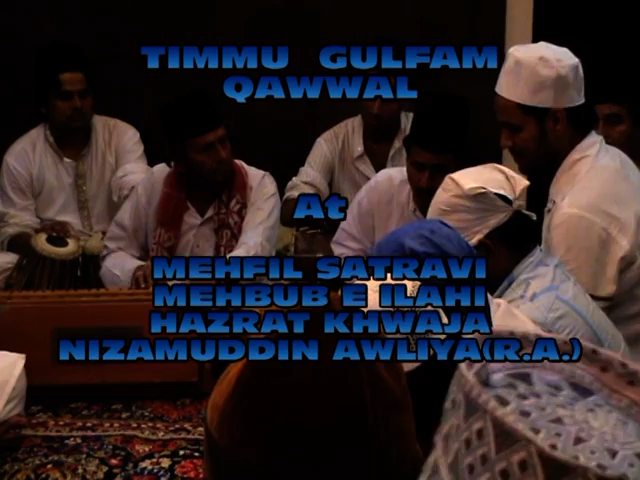 TIMMU GULFAM
QAWWAL
At
MEHFIL SATRAVI
MEHBUB E ILAHI
HAZRAT KHWAJA
NIZAMUDDIN AWLIYA(R.A.)